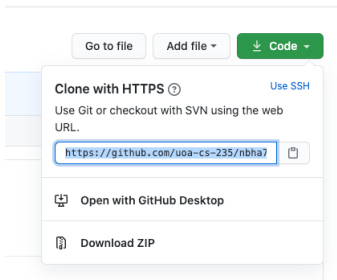 Go to file
Add file
Code
Clone with HTTPS
Use SSH
Use Git or checkout with SVN using the web
URL.
https://github.com/uoa-cs-235/nbha7
Open with GitHub Desktop
Download ZIP